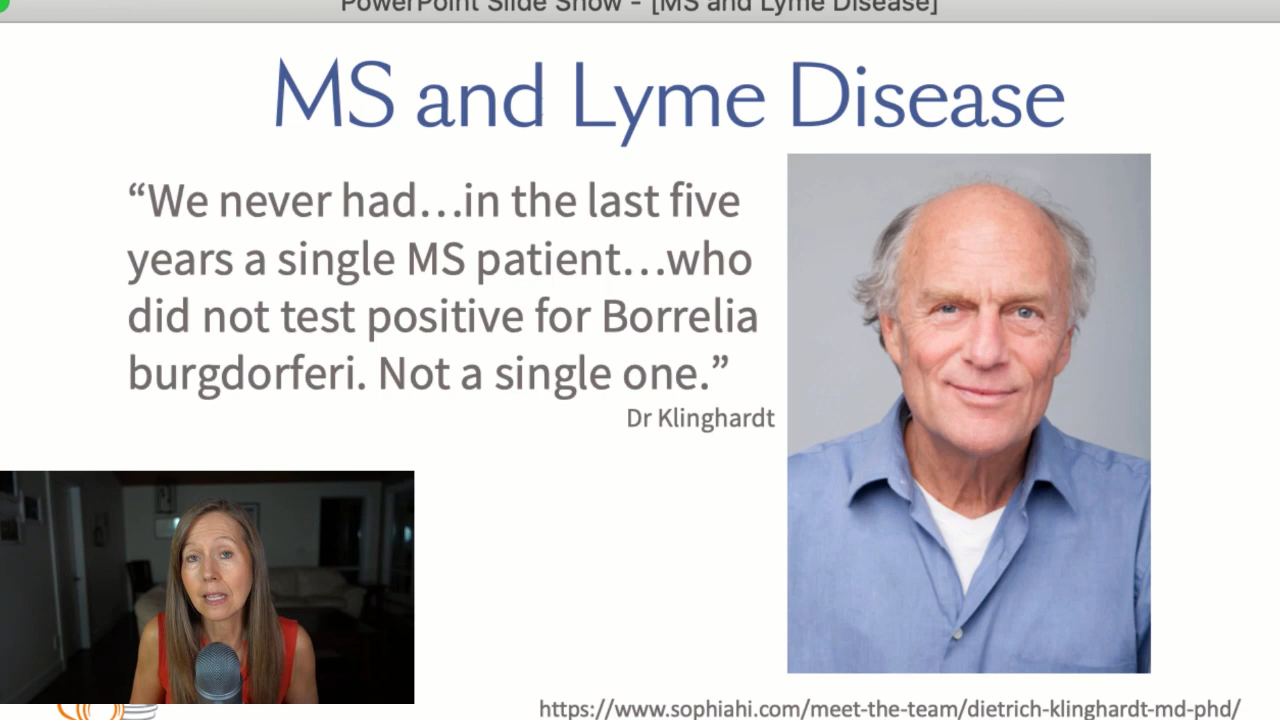 PowerPoint Slide Show - [MS and Lyme Disease]
MS and Lyme Disease
“We never had…in the last five
years a single MS patient…who
did not test positive for Borrelia
burgdorferi. Not a single one.”
Dr Klinghardt
https://www.sophiahi.com/meet-the-team/dietrich-klinghardt-md-phd/